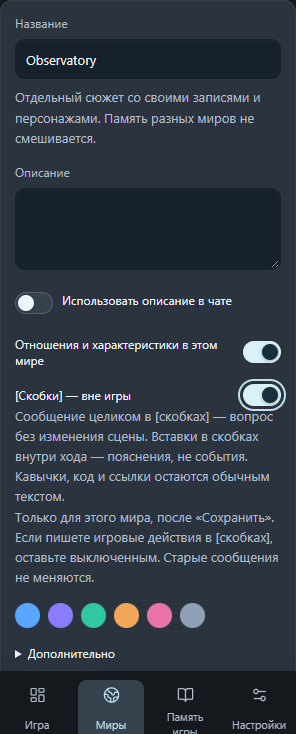 Название
Observatory
Отдельный сюжет со своими записями и
персонажами. Память разных миров не
смешивается.
Описание
Использовать описание в чате
Отношения и характеристики в этом
мире
[Скобки] — вне игры
Сообщение целиком в [скобках] — вопрос
без изменения сцены. Вставки в скобках
внутри хода — пояснения, не события.
Кавычки, код и ссылки остаются обычным
текстом.
Только для этого мира, после «Сохранить».
Если пишете игровые действия в [скобках],
оставьте выключенным. Старые сообщения
не меняются.
Дополнительно
Игра
Миры
Память
игры
Настройки